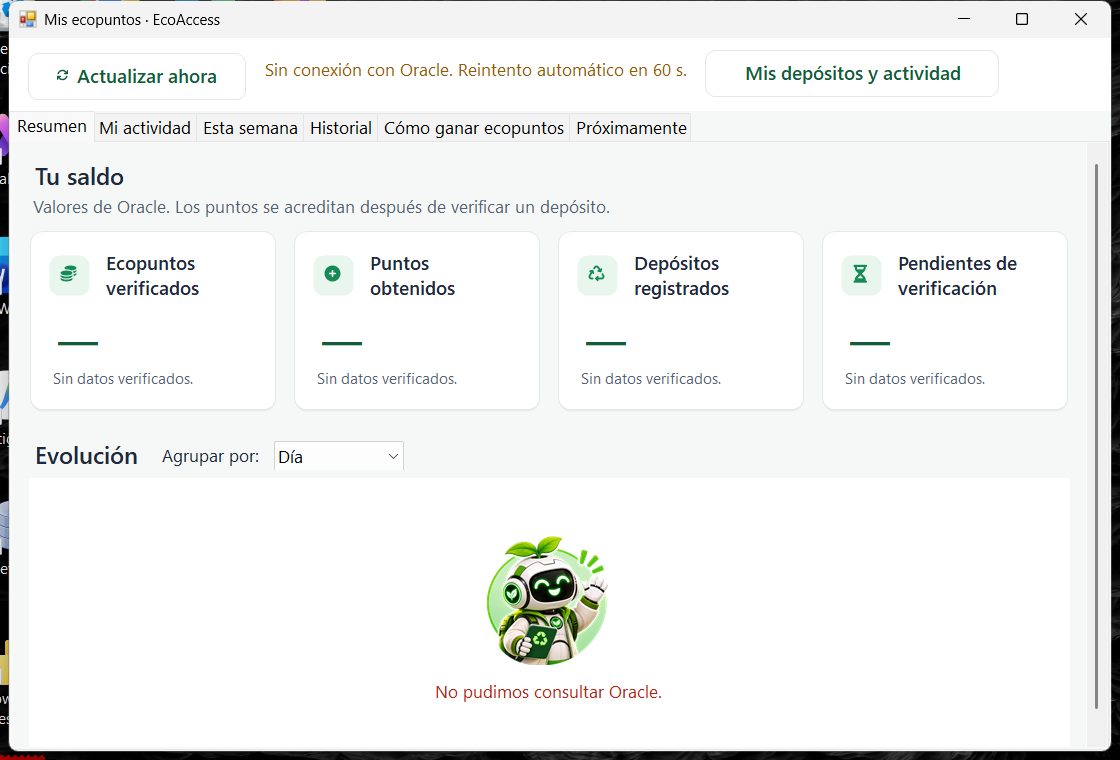 Mis ecopuntos · EcoAccess
Actualizar ahora
Sin conexión con Oracle. Reintento automático en 60 s.
Mis depósitos y actividad
Resumen
Mi actividad
Esta semana
Historial
Cómo ganar ecopuntos
Próximamente
Tu saldo
Valores de Oracle. Los puntos se acreditan después de verificar un depósito.
Ecopuntos
verificados
—
Sin datos verificados.
Puntos
obtenidos
—
Sin datos verificados.
Depósitos
registrados
—
Sin datos verificados.
Pendientes de
verificación
—
Sin datos verificados.
Evolución
Agrupar por:
Día
No pudimos consultar Oracle.